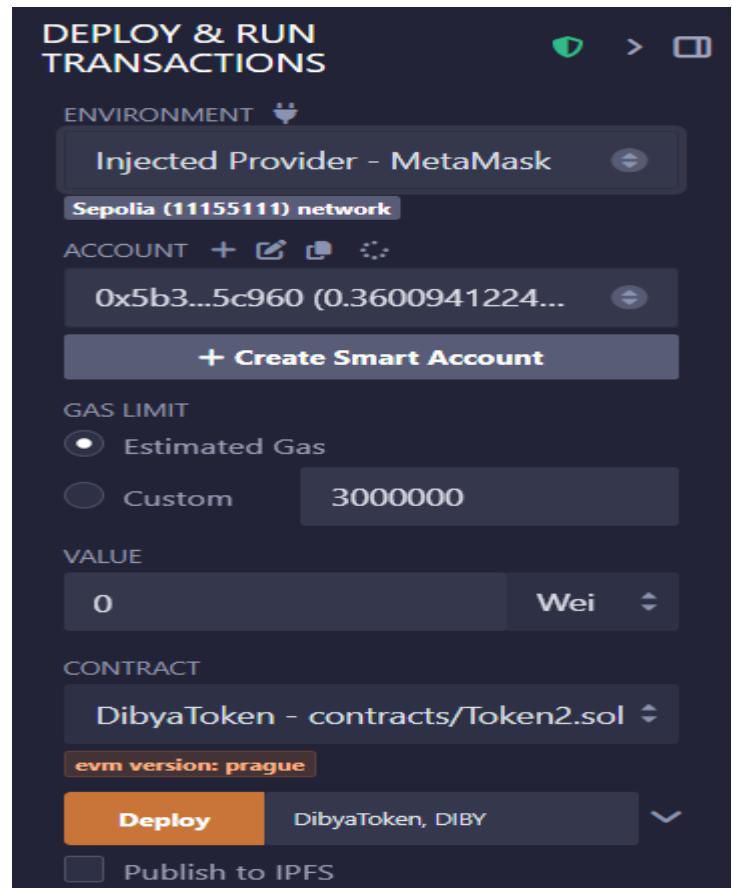 DEPLOY & RUN
TRANSACTIONS
ENVIRONMENT
Injected Provider - MetaMask
Sepolia (11155111) network
ACCOUNT
0x5b3...5c960 (0.3600941224...
+ Create Smart Account
GAS LIMIT
Estimated Gas
Custom 3000000
VALUE
0 Wei
CONTRACT
DibyaToken - contracts/Token2.sol
evm version: prague
Deploy DibyaToken, DIBY
Publish to IPFS